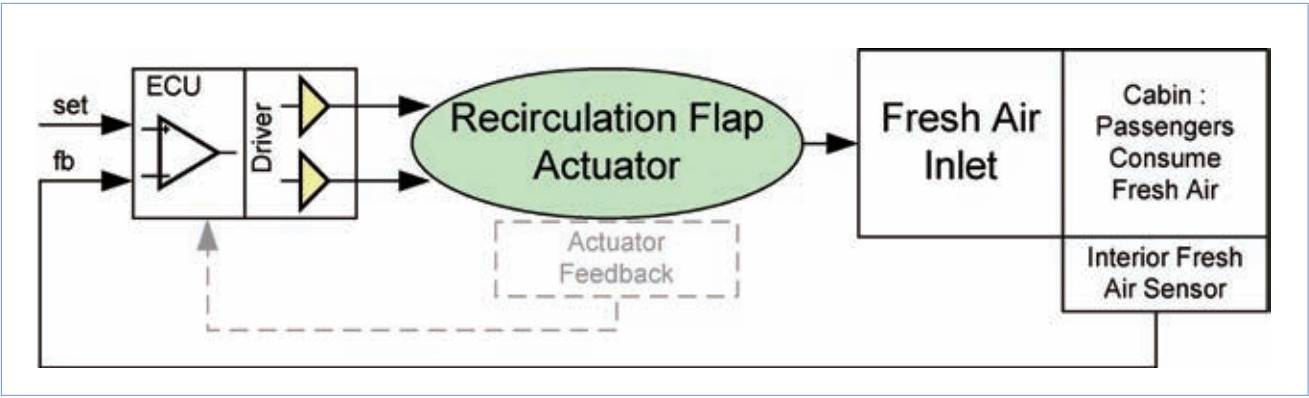 set
fb
ECU
Driver
Recirculation Flap
Actuator
Actuator
Feedback
Fresh Air
Inlet
Cabin :
Passengers
Consume
Fresh Air
Interior Fresh
Air Sensor